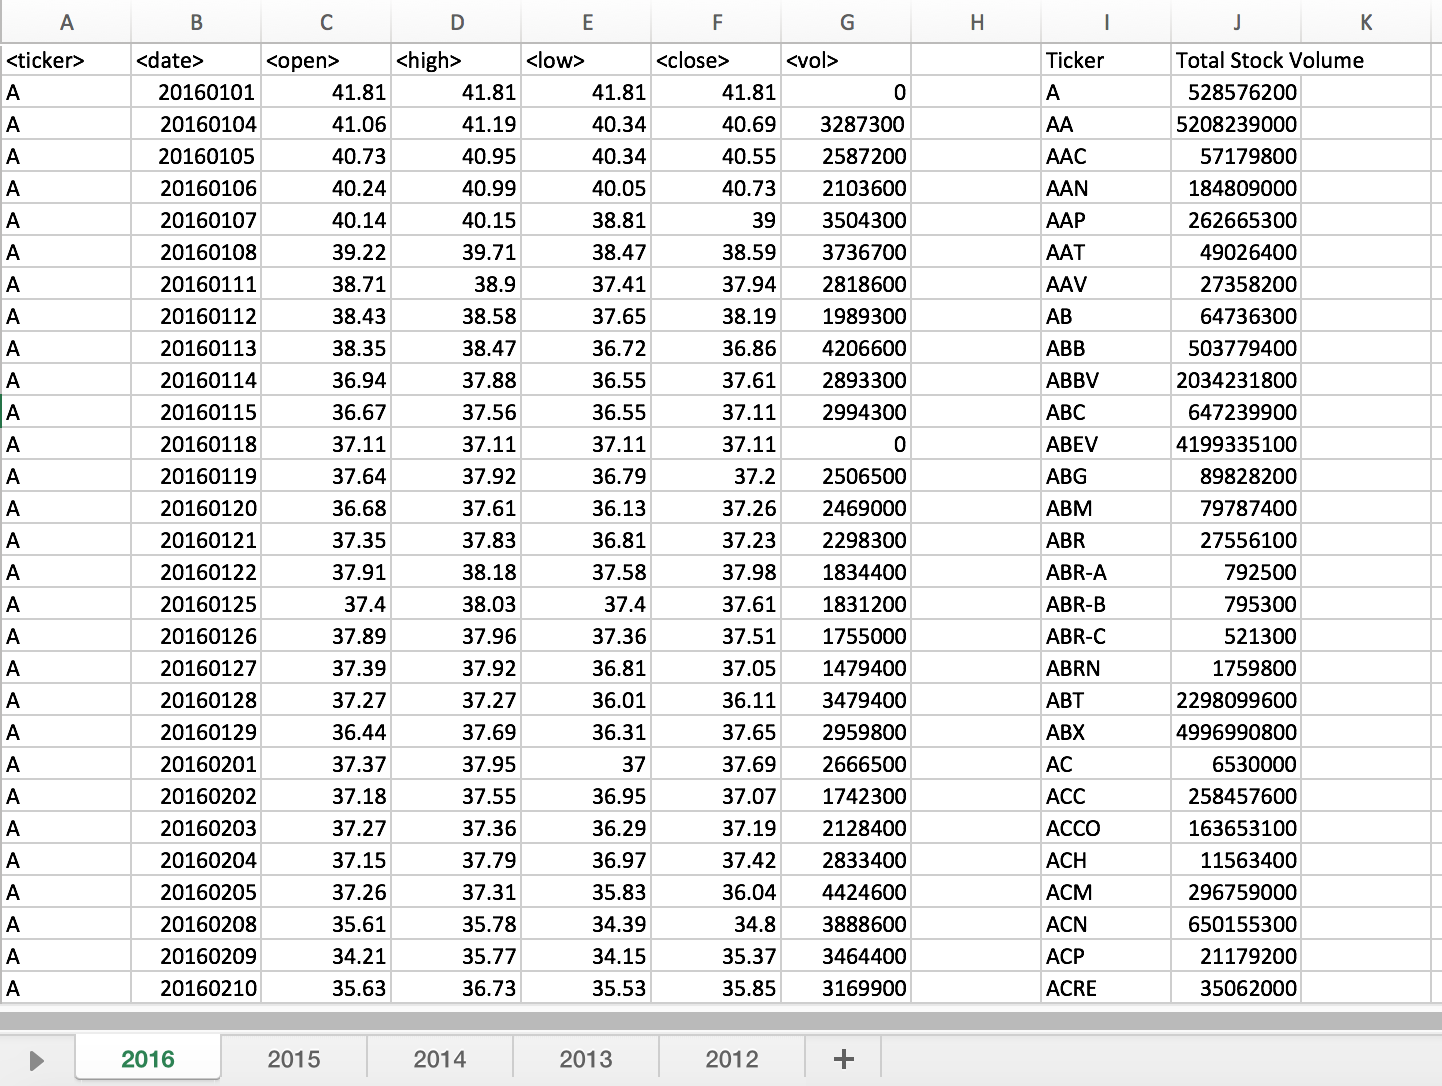 A B C D E F G H I J K
<ticker> <date> <open> <high> <low> <close> <vol> Ticker Total Stock Volume
A 20160101 41.81 41.81 41.81 41.81 0 A 528576200
A 20160104 41.06 41.19 40.34 40.69 3287300 AA 5208239000
A 20160105 40.73 40.95 40.34 40.55 2587200 AAC 57179800
A 20160106 40.24 40.99 40.05 40.73 2103600 AAN 184809000
A 20160107 40.14 40.15 38.81 39 3504300 AAP 262665300
A 20160108 39.22 39.71 38.47 38.59 3736700 AAT 49026400
A 20160111 38.71 38.9 37.41 37.94 2818600 AAV 27358200
A 20160112 38.43 38.58 37.65 38.19 1989300 AB 64736300
A 20160113 38.35 38.47 36.72 36.86 4206600 ABB 503779400
A 20160114 36.94 37.88 36.55 37.61 2893300 ABBV 2034231800
A 20160115 36.67 37.56 36.55 37.11 2994300 ABC 647239900
A 20160118 37.11 37.11 37.11 37.11 0 ABEV 4199335100
A 20160119 37.64 37.92 36.79 37.2 2506500 ABG 89828200
A 20160120 36.68 37.61 36.13 37.26 2469000 ABM 79787400
A 20160121 37.35 37.83 36.81 37.23 2298300 ABR 27556100
A 20160122 37.91 38.18 37.58 37.98 1834400 ABR-A 792500
A 20160125 37.4 38.03 37.4 37.61 1831200 ABR-B 795300
A 20160126 37.89 37.96 37.36 37.51 1755000 ABR-C 521300
A 20160127 37.39 37.92 36.81 37.05 1479400 ABRN 1759800
A 20160128 37.27 37.27 36.01 36.11 3479400 ABT 2298099600
A 20160129 36.44 37.69 36.31 37.65 2959800 ABX 4996990800
A 20160201 37.37 37.95 37 37.69 2666500 AC 6530000
A 20160202 37.18 37.55 36.95 37.07 1742300 ACC 258457600
A 20160203 37.27 37.36 36.29 37.19 2128400 ACCO 163653100
A 20160204 37.15 37.79 36.97 37.42 2833400 ACH 11563400
A 20160205 37.26 37.31 35.83 36.04 4424600 ACM 296759000
A 20160208 35.61 35.78 34.39 34.8 3888600 ACN 650155300
A 20160209 34.21 35.77 34.15 35.37 3464400 ACP 21179200
A 20160210 35.63 36.73 35.53 35.85 3169900 ACRE 35062000
2016 2015 2014 2013 2012 +